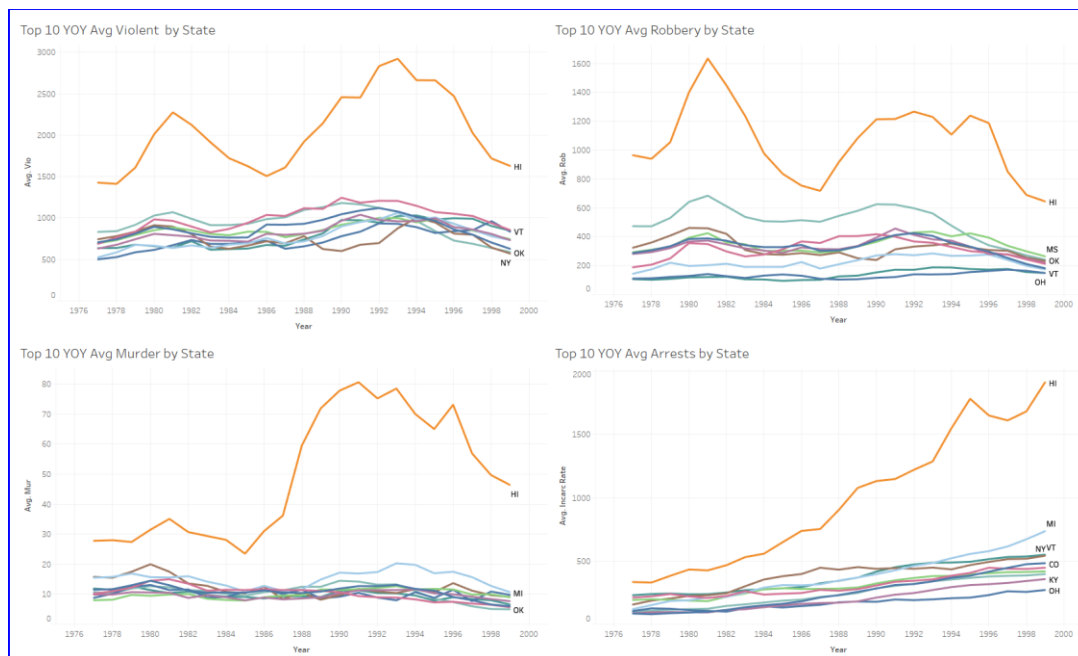 Top 10 YOY Avg Violent by State
3000
2500
2000
1500
1000
500
0
Avg. Vio
HI
VT
OK
NY
1976 1978 1980 1982 1984 1986 1988 1990 1992 1994 1996 1998 2000
Year
Top 10 YOY Avg Robbery by State
1600
1400
1200
1000
800
600
400
200
0
Avg. Rob
HI
MS
OK
VT
OH
1976 1978 1980 1982 1984 1986 1988 1990 1992 1994 1996 1998 2000
Year
Top 10 YOY Avg Murder by State
80
70
60
50
40
30
20
10
0
Avg. Mur
HI
MI
OK
1976 1978 1980 1982 1984 1986 1988 1990 1992 1994 1996 1998 2000
Year
Top 10 YOY Avg Arrests by State
2000
1500
1000
500
0
Avg. Incarc Rate
HI
MI
NY VT
CO
KY
OH
1976 1978 1980 1982 1984 1986 1988 1990 1992 1994 1996 1998 2000
Year